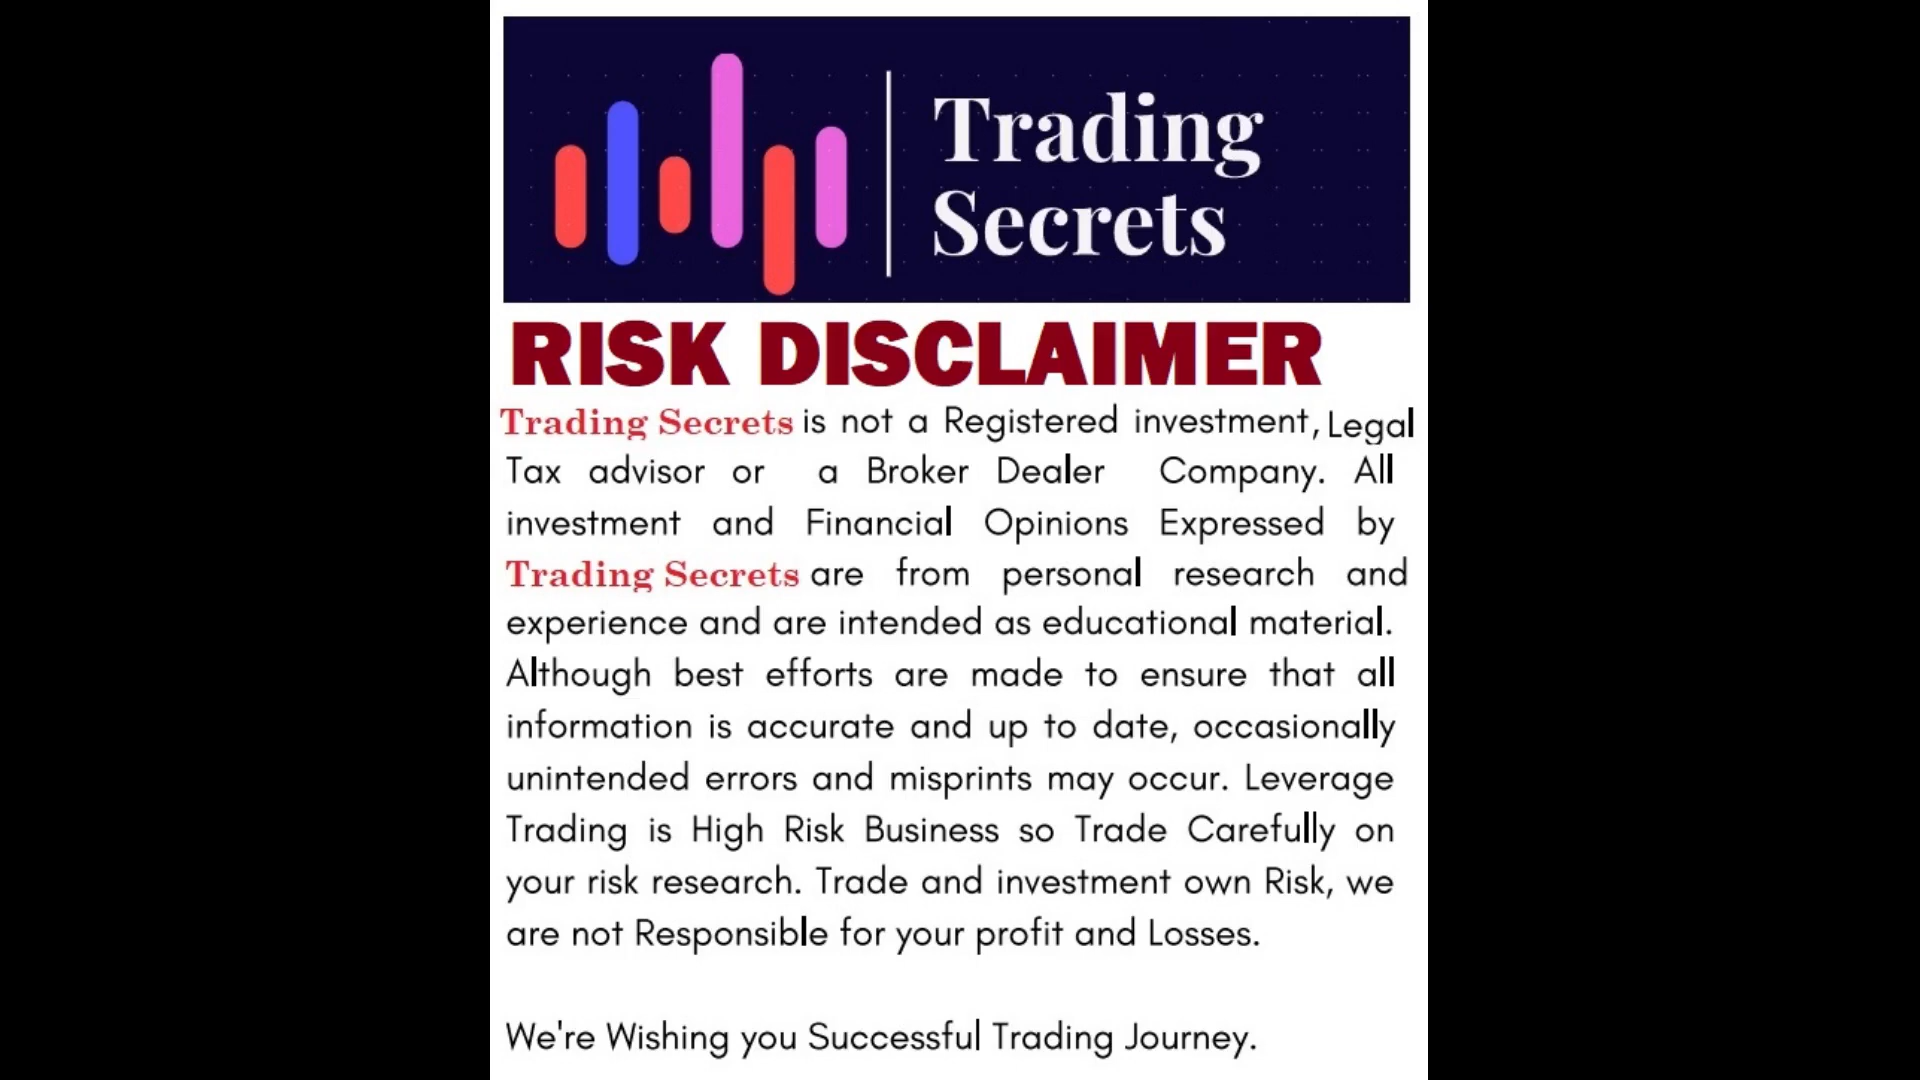 Trading
Secrets
RISK DISCLAIMER
Trading Secrets is not a Registered investment, Legal
Tax advisor or a Broker Dealer Company. All
investment and Financial Opinions Expressed by
Trading Secrets are from personal research and
experience and are intended as educational material.
Although best efforts are made to ensure that all
information is accurate and up to date, occasionally
unintended errors and misprints may occur. Leverage
Trading is High Risk Business so Trade Carefully on
your risk research. Trade and investment own Risk, we
are not Responsible for your profit and Losses.
We're Wishing you Successful Trading Journey.